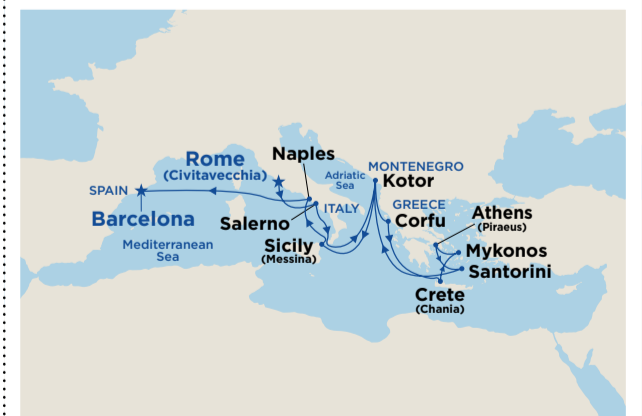 Rome
(Civitavecchia)
Naples
Adriatic
Sea
MONTENEGRO
Kotor
SPAIN
Barcelona
ITALY
GREECE
Corfu
Salerno
Athens
(Piraeus)
Sicily
(Messina)
Mediterranean
Sea
Mykonos
Santorini
Crete
(Chania)